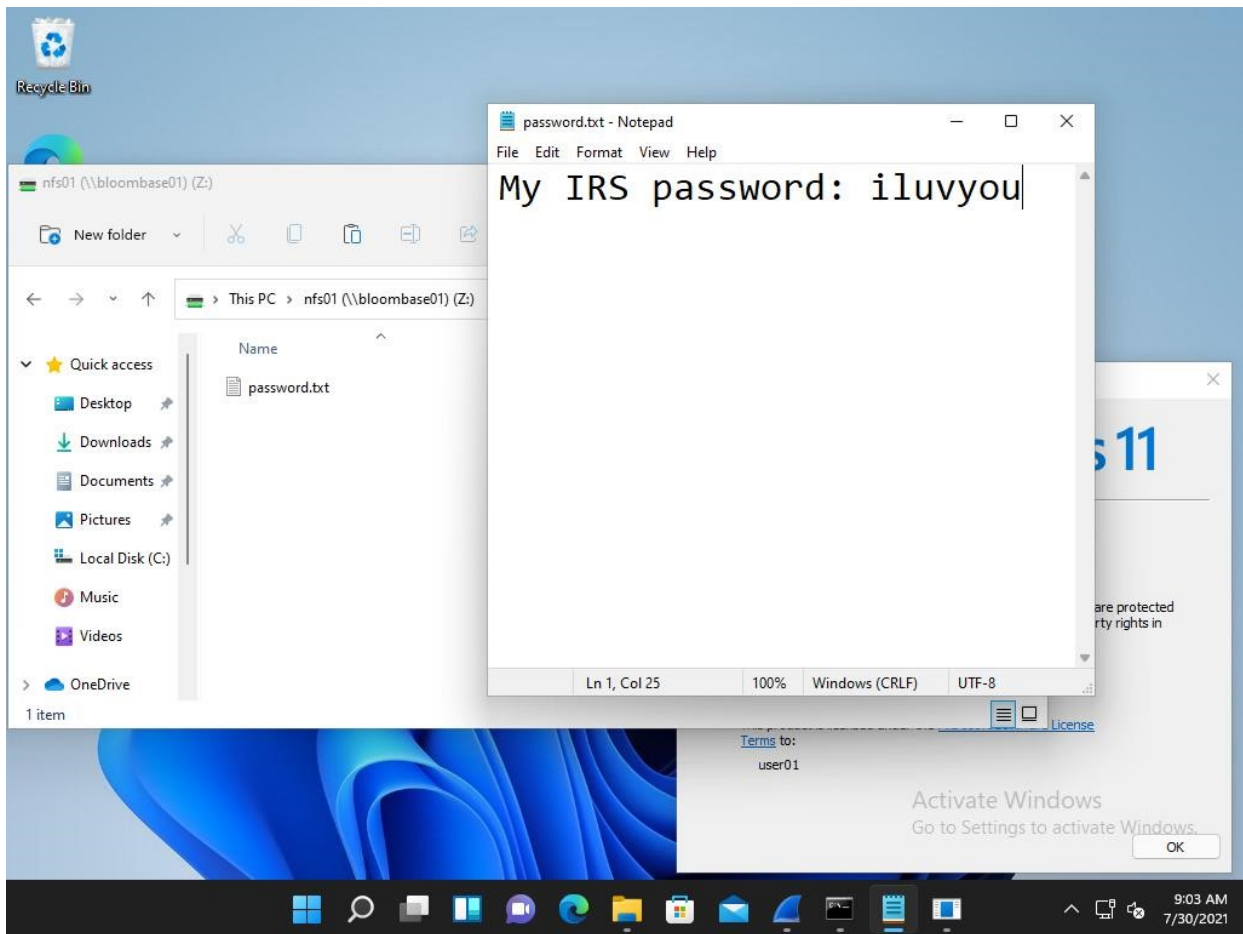 Recycle Bin
password.txt - Notepad
File Edit Format View Help
My IRS password: iluvyou
Ln 1, Col 25 100% Windows (CRLF) UTF-8
nfs01 (\\bloombase01) (Z:)
New folder
This PC > nfs01 (\\bloombase01) (Z:)
Quick access
Desktop
Downloads
Documents
Pictures
Local Disk (C:)
Music
Videos
OneDrive
Name
password.txt
1 item
s 11
are protected
rty rights in
License
Terms to:
user01
Activate Windows
Go to Settings to activate Windows.
OK
9:03 AM
7/30/2021